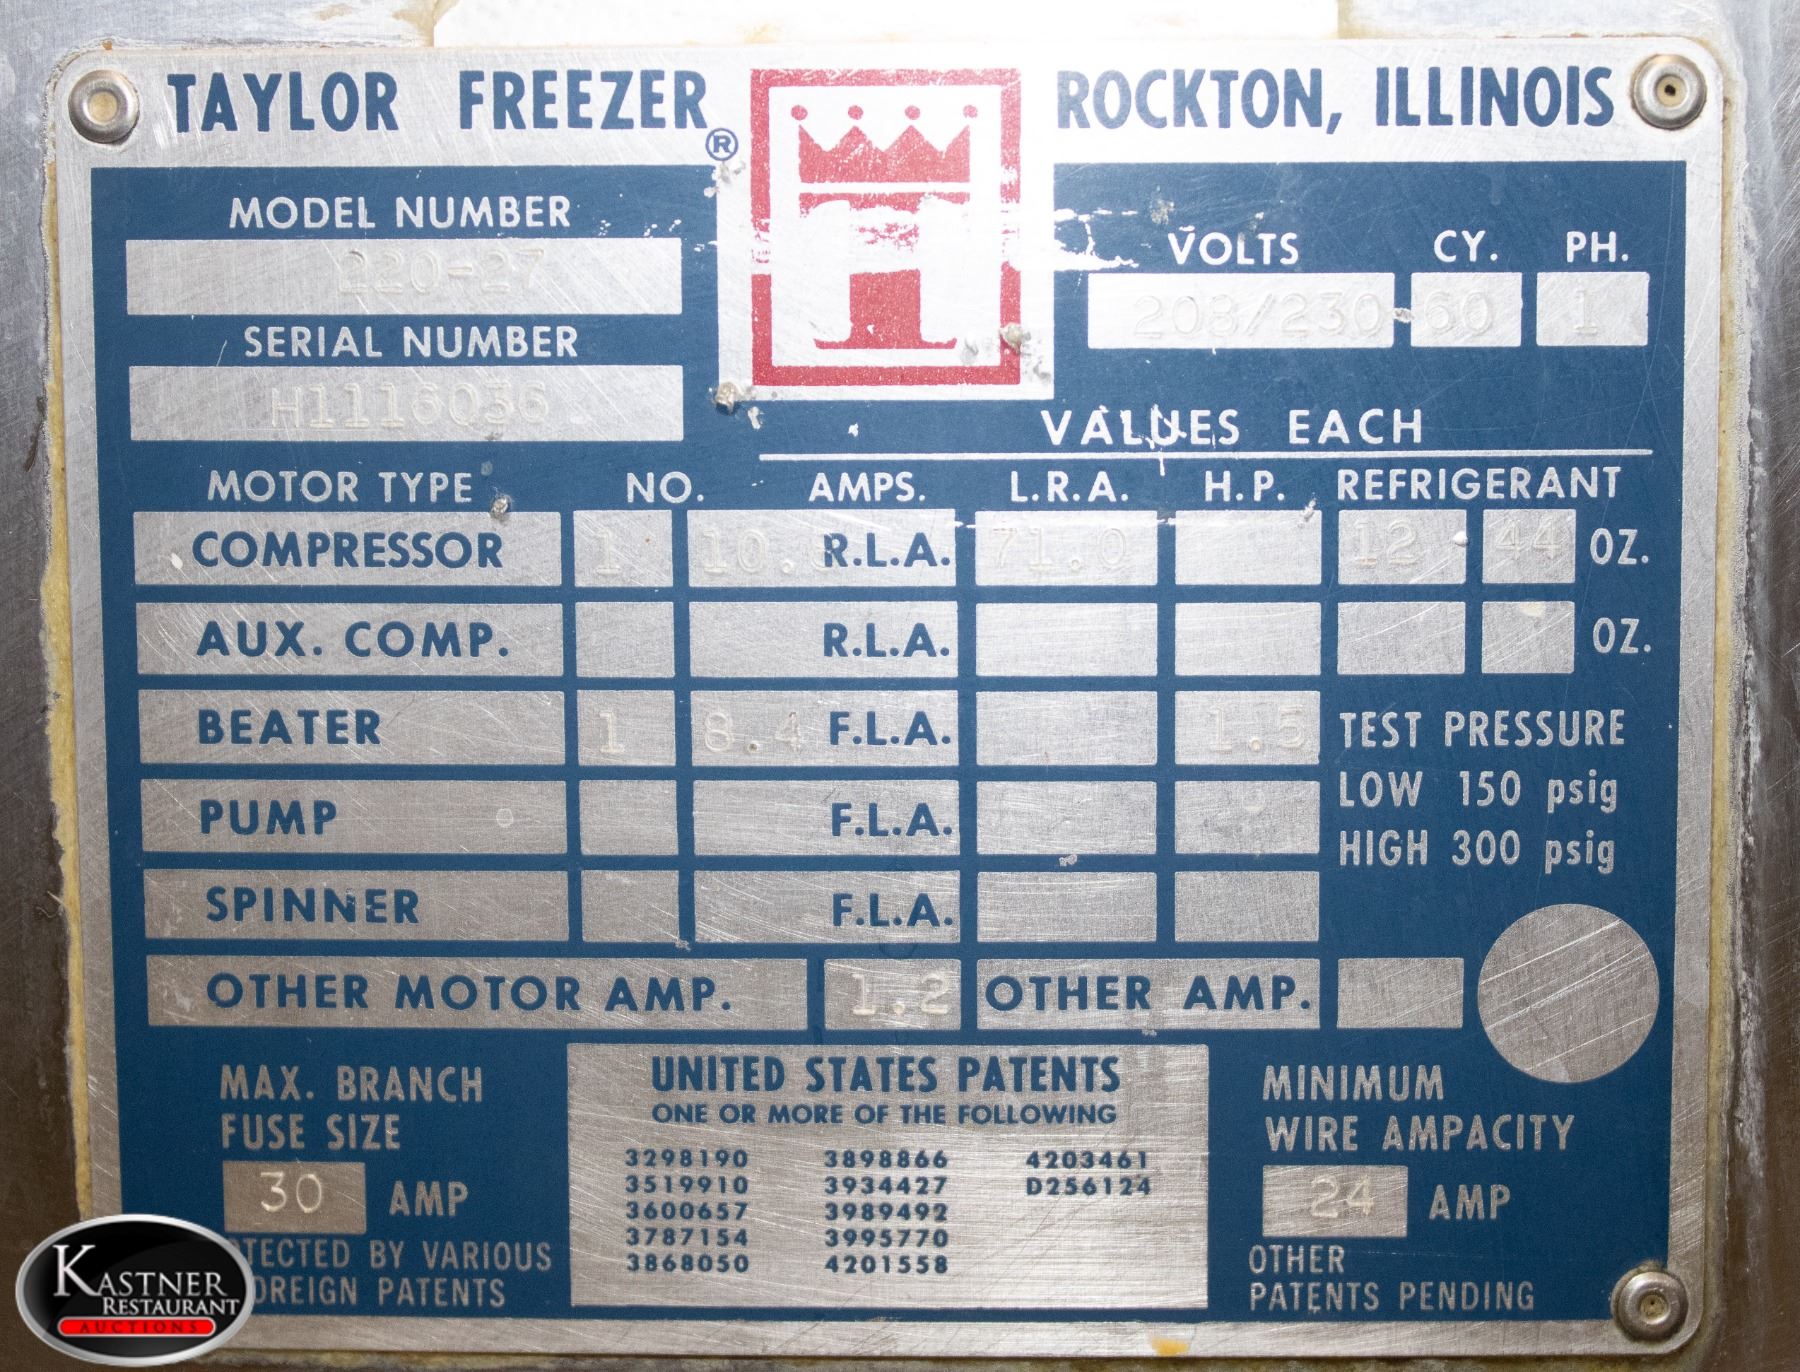 TAYLOR FREEZER ® ROCKTON, ILLINOIS
MODEL NUMBER
220-27
SERIAL NUMBER
H1116036
VOLTS CY. PH.
208/230 60 1
VALUES EACH
MOTOR TYPE NO. AMPS. L.R.A. H.P. REFRIGERANT
COMPRESSOR 1 R.L.A. 71.0 12 44 OZ.
AUX. COMP. R.L.A. OZ.
BEATER 1 8.4 F.L.A. 1.5
PUMP F.L.A.
SPINNER F.L.A.
TEST PRESSURE
LOW 150 psig
HIGH 300 psig
OTHER MOTOR AMP. 1.2 OTHER AMP.
MAX. BRANCH
FUSE SIZE
30 AMP
OTECTED BY VARIOUS
FOREIGN PATENTS
UNITED STATES PATENTS
ONE OR MORE OF THE FOLLOWING
3298190 3898866 4203461
3519910 3934427 D256124
3600657 3989492
3787154 3995770
3868050 4201558
MINIMUM
WIRE AMPACITY
24 AMP
OTHER
PATENTS PENDING
KASTNER
RESTAURANT
AUCTIONS